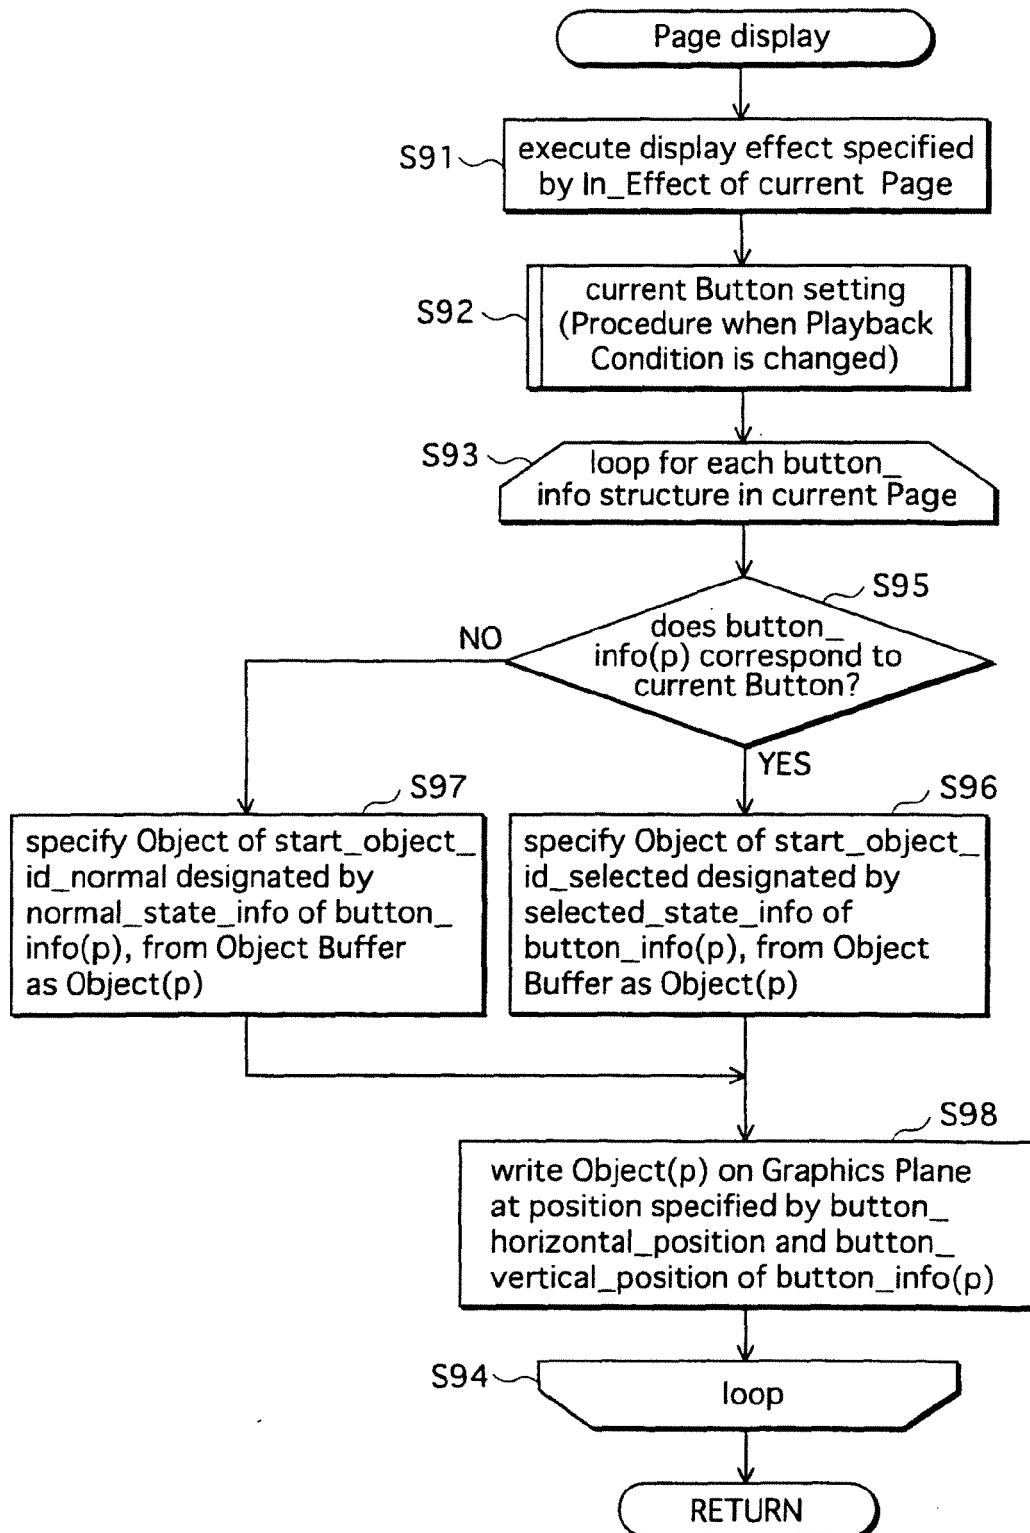 Page display
S91
execute display effect specified
by In_Effect of current Page
S92
current Button setting
(Procedure when Playback
Condition is changed)
S93
loop for each button_
info structure in current Page
S95
does button_
info(p) correspond to
current Button?
NO
YES
S97
specify Object of start_object_
id_normal designated by
normal_state_info of button_
info(p), from Object Buffer
as Object(p)
S96
specify Object of start_object_
id_selected designated by
selected_state_info of
button_info(p), from Object
Buffer as Object(p)
S98
write Object(p) on Graphics Plane
at position specified by button_
horizontal_position and button_
vertical_position of button_info(p)
S94
loop
RETURN